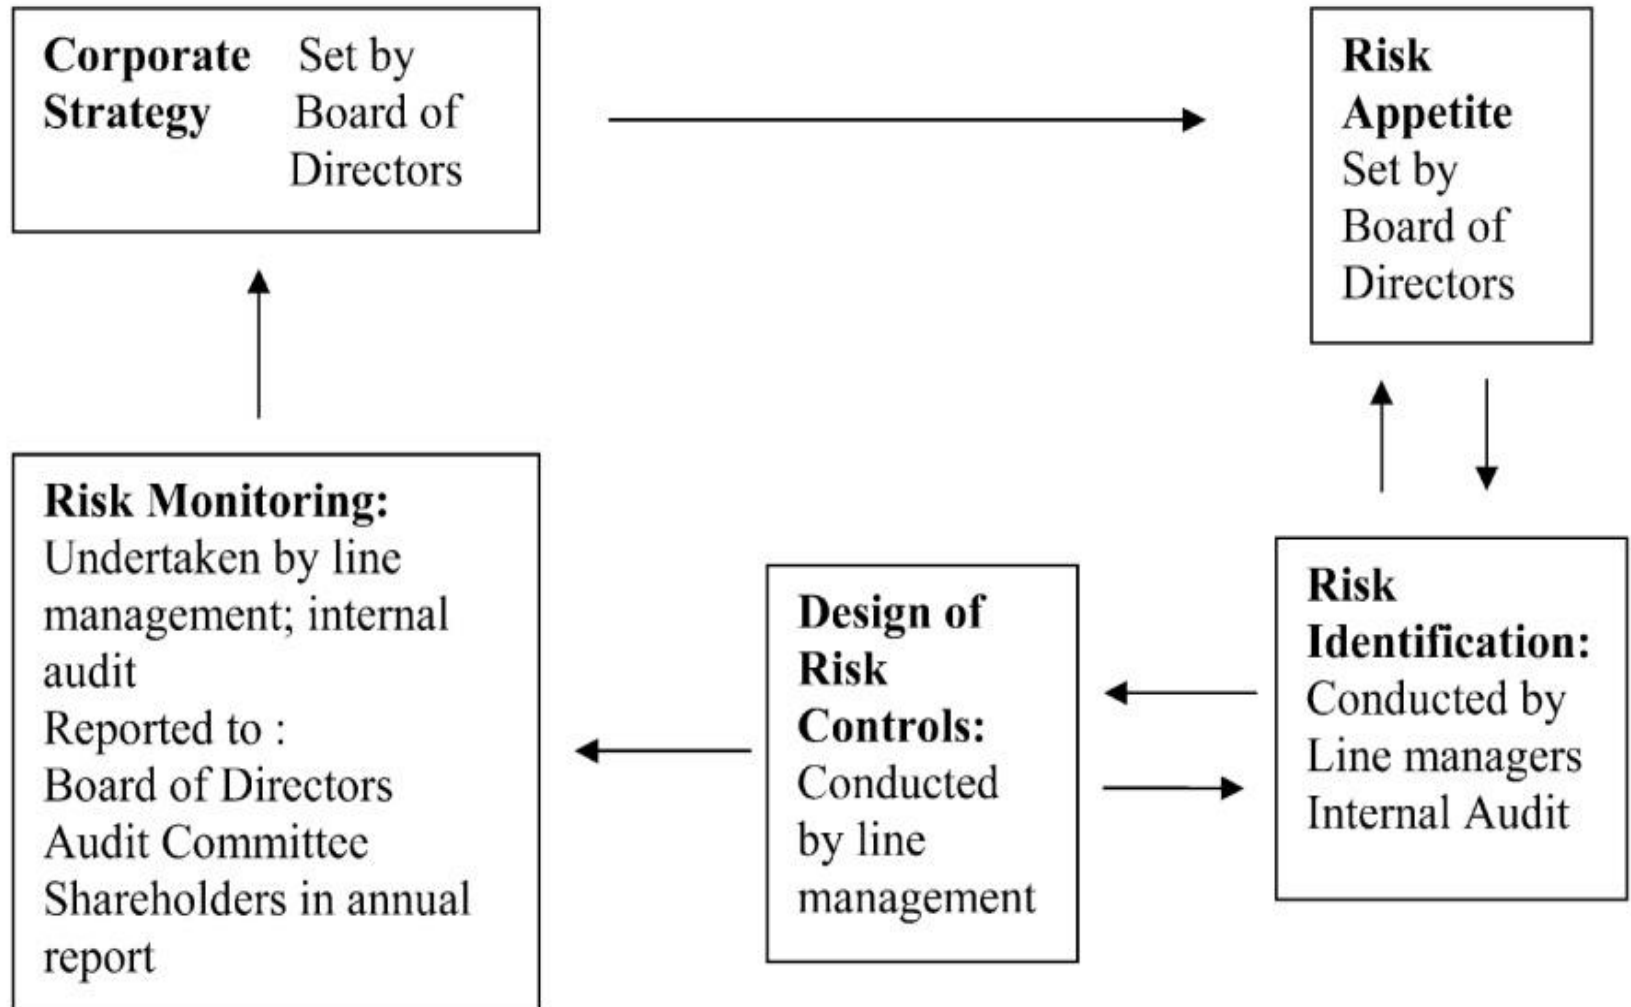 Corporate Set by
Strategy Board of
Directors
Risk
Appetite
Set by
Board of
Directors
Risk Monitoring:
Undertaken by line
management; internal
audit
Reported to :
Board of Directors
Audit Committee
Shareholders in annual
report
Design of
Risk
Controls:
Conducted
by line
management
Risk
Identification:
Conducted by
Line managers
Internal Audit